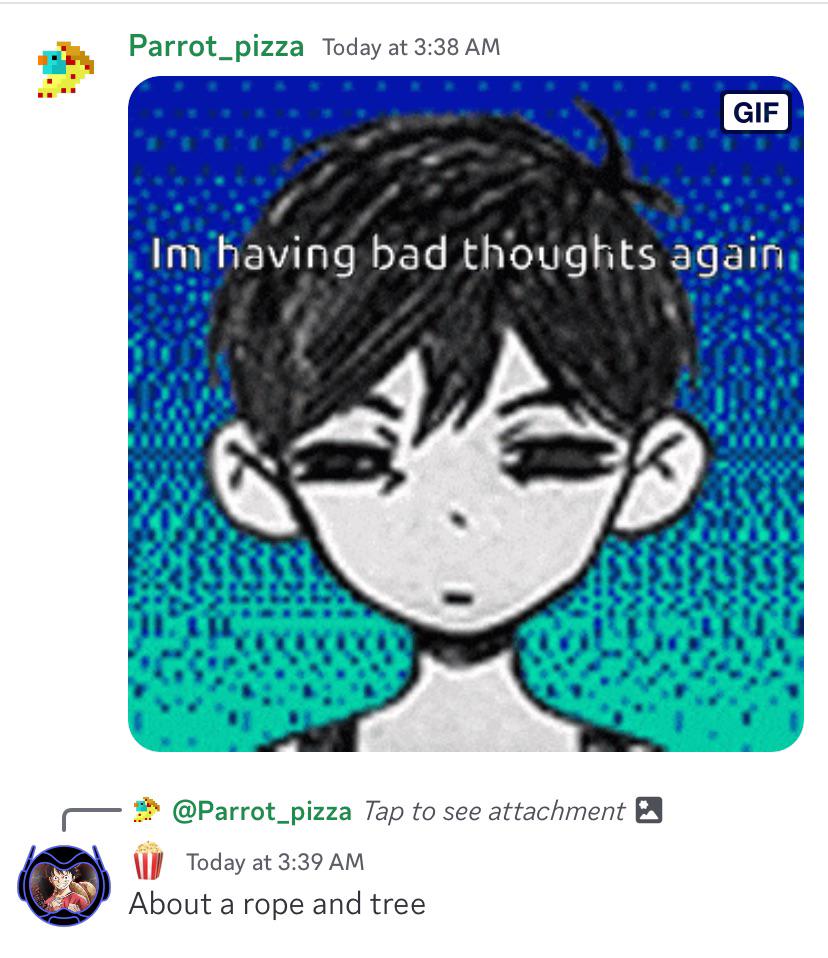 Parrot_pizza Today at 3:38 AM
GIF
Im having bad thoughts again
@Parrot_pizza Tap to see attachment
🍿 Today at 3:39 AM
About a rope and tree